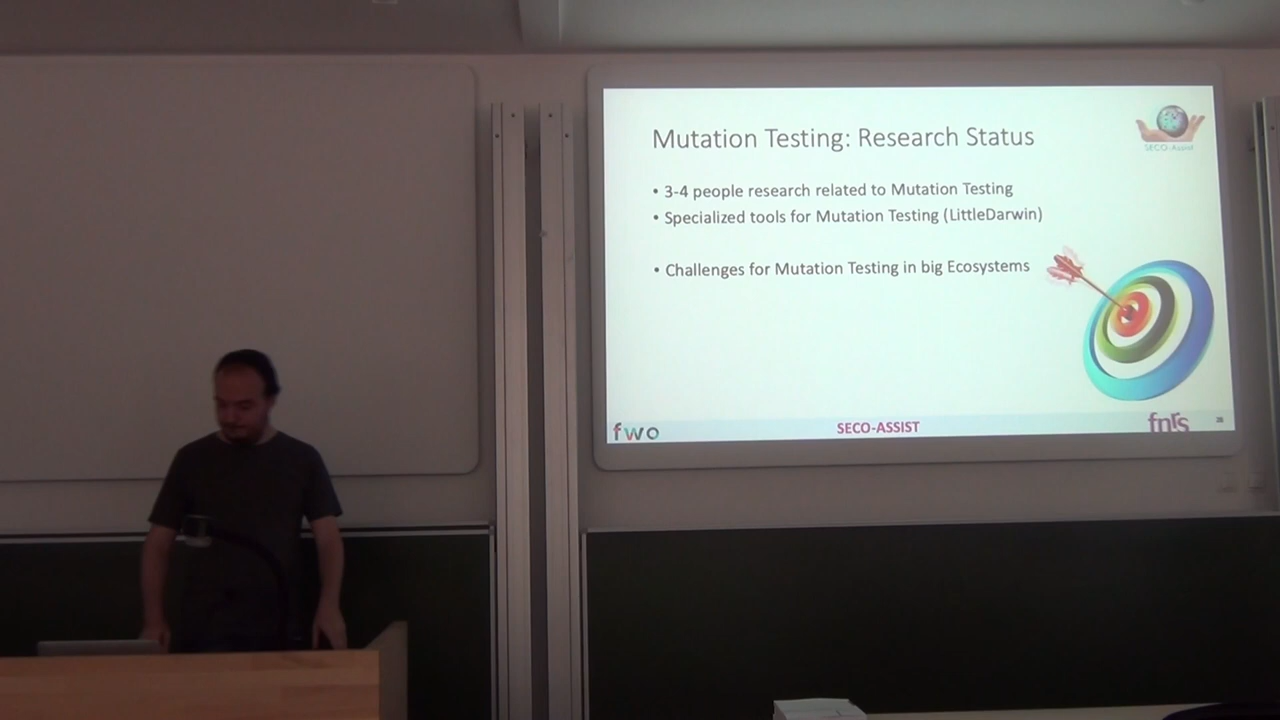 Mutation Testing: Research Status
SECO-Assist
• 3-4 people research related to Mutation Testing
• Specialized tools for Mutation Testing (LittleDarwin)
• Challenges for Mutation Testing in big Ecosystems
fwo
SECO-ASSIST
fnrs